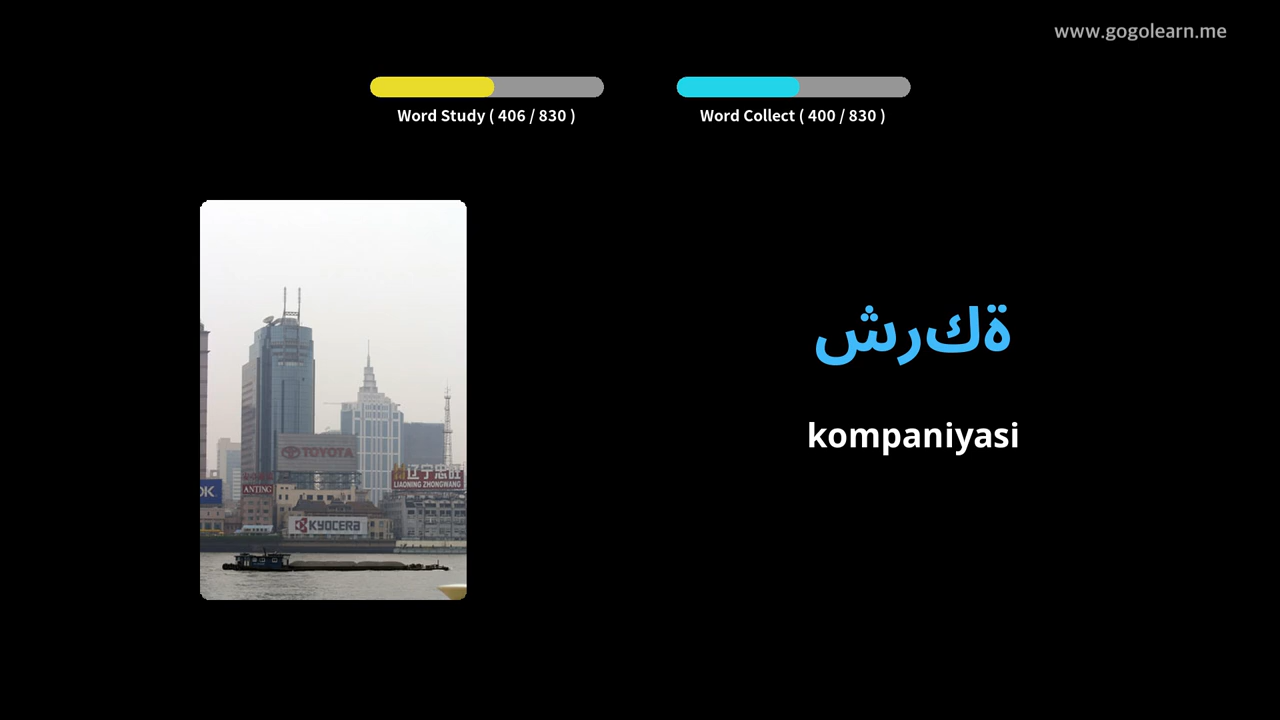 www.gogolearn.me
Word Study ( 406 / 830 )
Word Collect ( 400 / 830 )
شركة
kompaniyasi
TOYOTA
辽宁忠旺
LIAONING ZHONGWANG
ANTING
KYOCERA